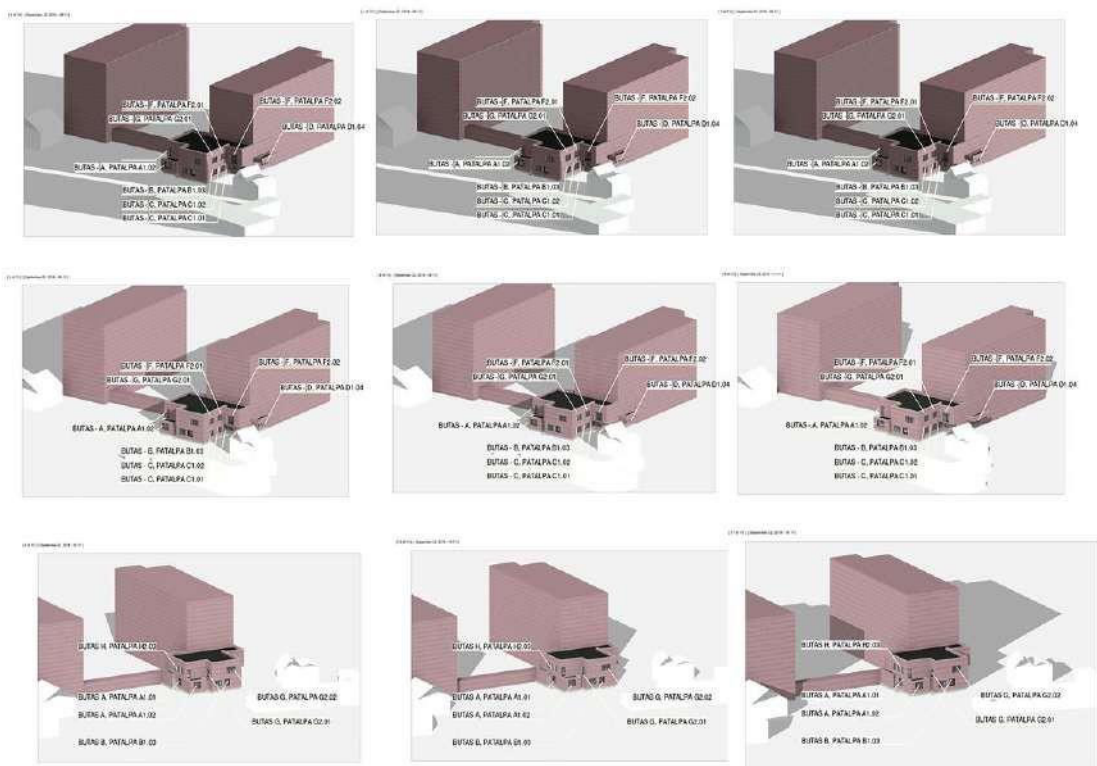 BUTAS - (F, PATALPA F2.01
BUTAS - (F, PATALPA F2.02
BUTAS - (G, PATALPA G2.01
BUTAS - (D, PATALPA D1.04
BUTAS - (A, PATALPA A1.02
BUTAS - B, PATALPA B1.03
BUTAS - (C, PATALPA C1.02
BUTAS - (C, PATALPA C1.01
BUTAS - (F, PATALPA F2.01
BUTAS - (F, PATALPA F2.02
BUTAS - (G, PATALPA G2.01
BUTAS - (D, PATALPA D1.04
BUTAS - (A, PATALPA A1.02
BUTAS - B, PATALPA B1.03
BUTAS - (C, PATALPA C1.02
BUTAS - (C, PATALPA C1.01
BUTAS - (F, PATALPA F2.01
BUTAS - (F, PATALPA F2.02
BUTAS - (G, PATALPA G2.01
BUTAS - (D, PATALPA D1.04
BUTAS - (A, PATALPA A1.02
BUTAS - B, PATALPA B1.03
BUTAS - (C, PATALPA C1.02
BUTAS - (C, PATALPA C1.01
BUTAS - (F, PATALPA F2.01
BUTAS - (F, PATALPA F2.02
BUTAS - (G, PATALPA G2.01
BUTAS - (D, PATALPA D1.04
BUTAS - A, PATALPA A1.02
BUTAS - B, PATALPA B1.03
BUTAS - C, PATALPA C1.02
BUTAS - C, PATALPA C1.01
BUTAS - (F, PATALPA F2.01
BUTAS - (F, PATALPA F2.02
BUTAS - (G, PATALPA G2.01
BUTAS - (D, PATALPA D1.04
BUTAS - A, PATALPA A1.02
BUTAS - B, PATALPA B1.03
BUTAS - C, PATALPA C1.02
BUTAS - C, PATALPA C1.01
BUTAS - (F, PATALPA F2.01
BUTAS - (F, PATALPA F2.02
BUTAS - (G, PATALPA G2.01
BUTAS - (D, PATALPA D1.04
BUTAS - A, PATALPA A1.02
BUTAS - B, PATALPA B1.03
BUTAS - C, PATALPA C1.02
BUTAS - C, PATALPA C1.01
BUTAS H, PATALPA H2.03
BUTAS A, PATALPA A1.01
BUTAS G, PATALPA G2.02
BUTAS A, PATALPA A1.02
BUTAS G, PATALPA G2.01
BUTAS B, PATALPA B1.03
BUTAS H, PATALPA H2.03
BUTAS A, PATALPA A1.01
BUTAS G, PATALPA G2.02
BUTAS A, PATALPA A1.02
BUTAS G, PATALPA G2.01
BUTAS B, PATALPA B1.03
BUTAS H, PATALPA H2.03
BUTAS A, PATALPA A1.01
BUTAS G, PATALPA G2.02
BUTAS A, PATALPA A1.02
BUTAS G, PATALPA G2.01
BUTAS B, PATALPA B1.03